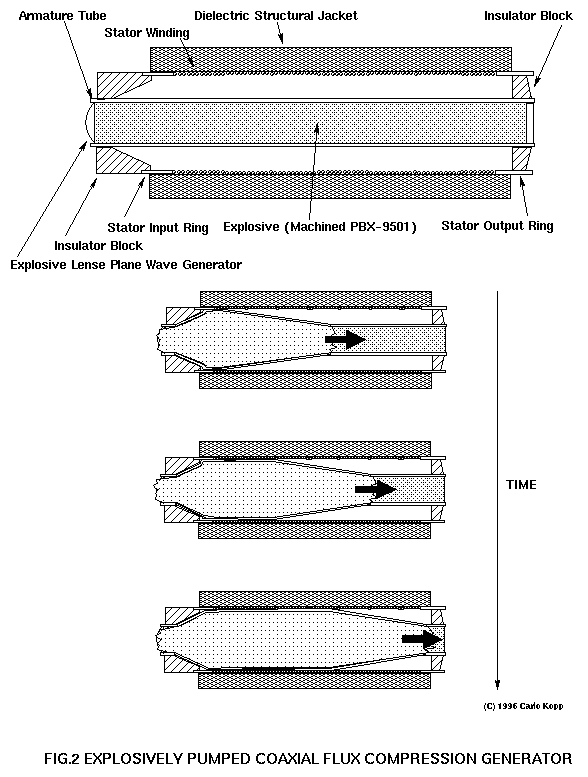 Armature Tube
Dielectric Structural Jacket
Insulator Block
Stator Winding
Stator Input Ring
Explosive (Machined PBX-9501)
Stator Output Ring
Insulator Block
Explosive Lense Plane Wave Generator
TIME
(C) 1996 Carlo Kopp
FIG.2 EXPLOSIVELY PUMPED COAXIAL FLUX COMPRESSION GENERATOR